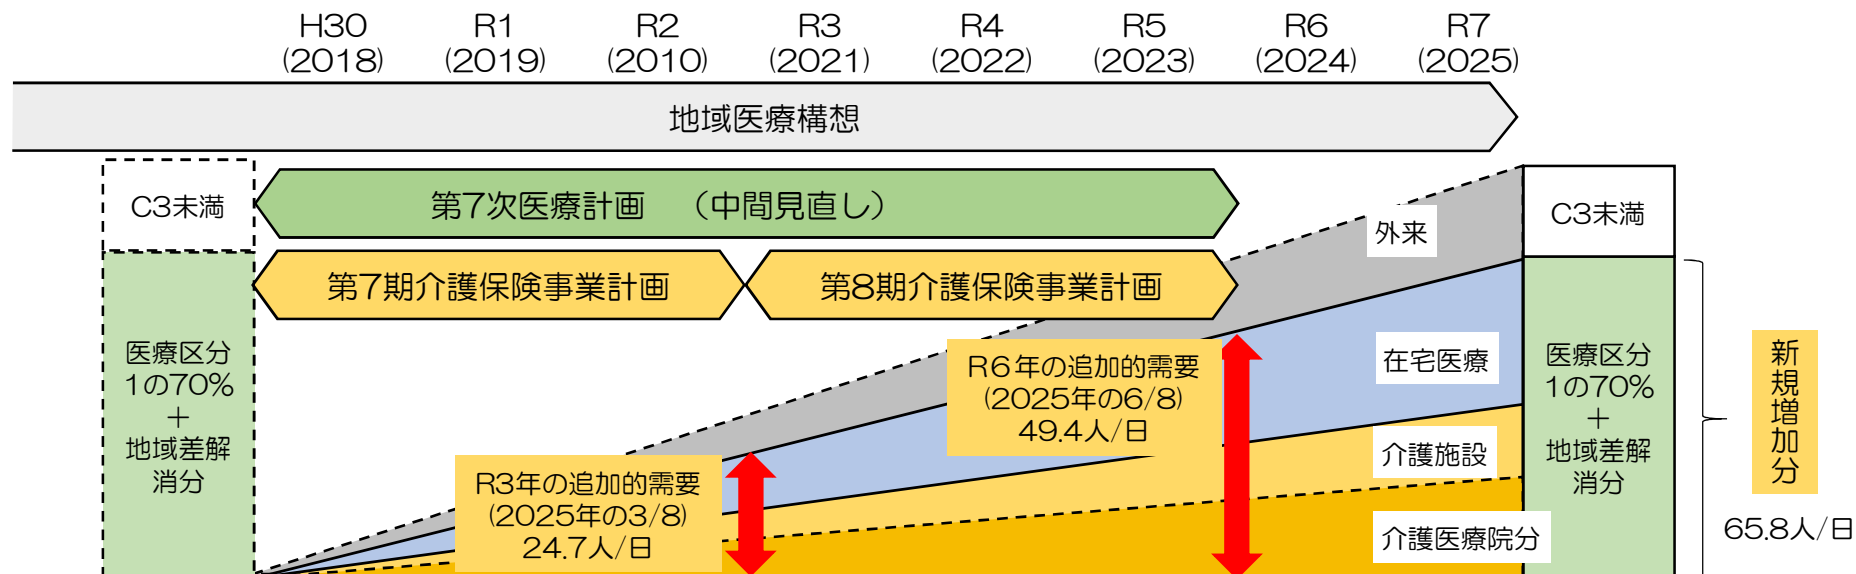 H30 R1 R2 R3 R4 R5 R6 R7
(2018) (2019) (2010) (2021) (2022) (2023) (2024) (2025)
地域医療構想
C3未満
第7次医療計画 (中間見直し)
C3未満
外来
第7期介護保険事業計画
第8期介護保険事業計画
医療区分
1の70%
+
地域差解
消分
R6年の追加的需要
(2025年の6/8)
49.4人/日
在宅医療
医療区分
1の70%
+
地域差解
消分
新規増加分
65.8人/日
R3年の追加的需要
(2025年の3/8)
24.7人/日
介護施設
介護医療院分